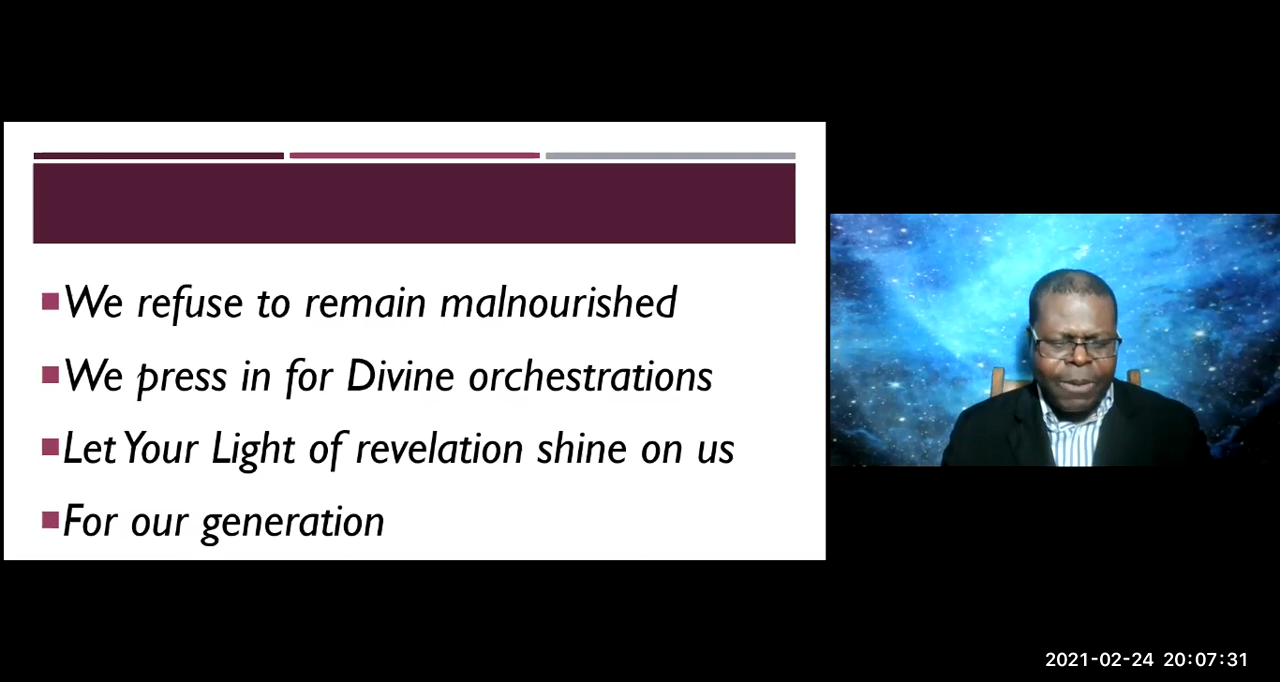 We refuse to remain malnourished
We press in for Divine orchestrations
Let Your Light of revelation shine on us
For our generation
2021-02-24 20:07:31